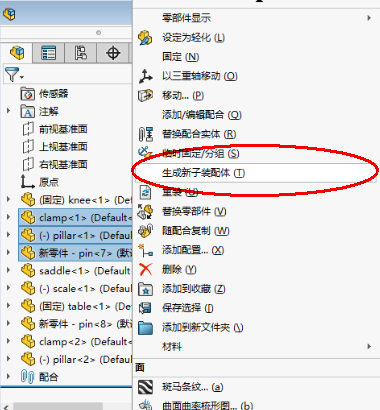 传感器
注解
前视基准面
上视基准面
右视基准面
原点
(固定) knee<1> (Default<
clamp<1> (Default<
(-) pillar<1> (Default
新零件 - pin<7> (默
saddle<1> (Default
(-) scale<1> (Default
(固定) table<1> (Default
新零件 - pin<8> (默
clamp<2> (Default<
(-) pillar<2> (Default
配合
零部件显示
设定为轻化 (L)
固定 (N)
以三重轴移动 (O)
移动... (P)
添加/编辑配合 (Q)
替换配合实体 (R)
临时固定/分组 (S)
生成新子装配体 (T)
重装 (U)
替换零部件 (V)
随配合复制 (W)
添加配置... (X)
删除 (Y)
添加到收藏 (Z)
保存选择 (I)
添加到新文件夹 (\)
材料
面
斑马条纹... (a)
曲面曲率梳形图... (b)